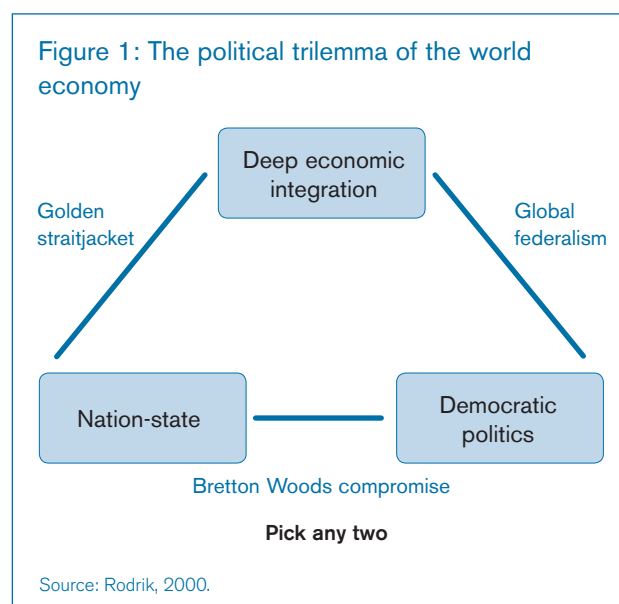 Figure 1: The political trilemma of the world
economy
Deep economic
integration
Golden
straitjacket
Global
federalism
Nation-state
Democratic
politics
Bretton Woods compromise
Pick any two
Source: Rodrik, 2000.